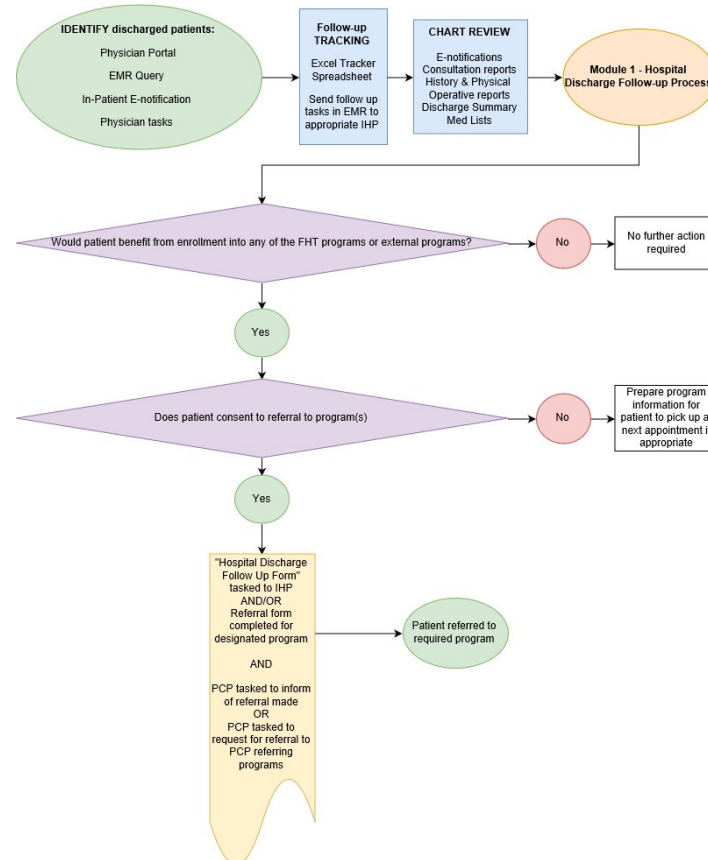 IDENTIFY discharged patients:
Physician Portal
EMR Query
In-Patient E-notification
Physician tasks
Follow-up
TRACKING
Excel Tracker
Spreadsheet
Send follow up
tasks in EMR to
appropriate IHP
CHART REVIEW
E-notifications
Consultation reports
History & Physical
Operative reports
Discharge Summary
Med Lists
Module 1 - Hospital
Discharge Follow-up Process
Would patient benefit from enrollment into any of the FHT programs or external programs?
No
No further action
required
Yes
Does patient consent to referral to program(s)
No
Prepare program
information for
patient to pick up a
next appointment i
appropriate
Yes
"Hospital Discharge
Follow Up Form"
tasked to IHP
AND/OR
Referral form
completed for
designated program
AND
PCP tasked to inform
of referral made
OR
PCP tasked to
request for referral to
PCP referring
programs
Patient referred to
required program